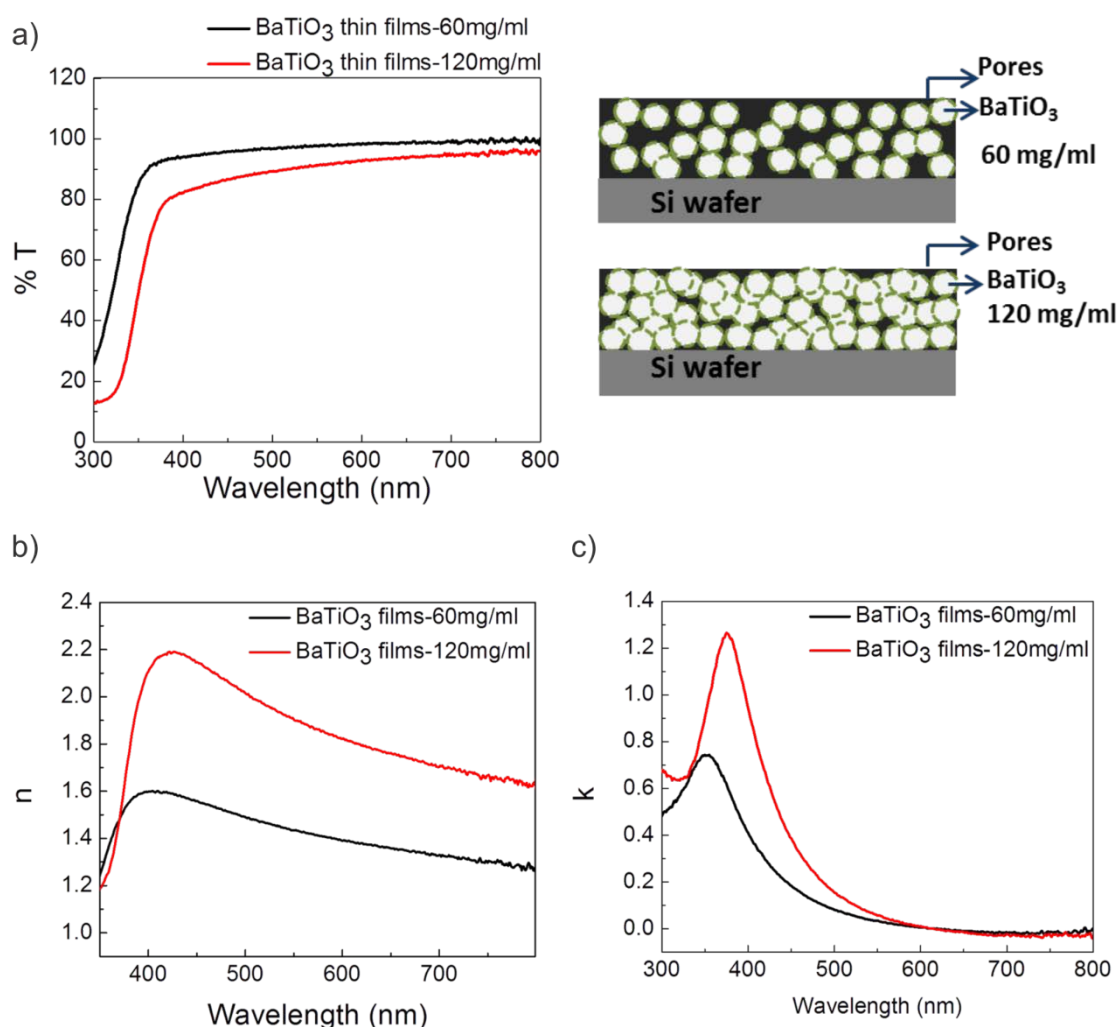 a)
BaTiO3 thin films-60mg/ml
BaTiO3 thin films-120mg/ml
120
100
80
60
40
20
0
% T
300 400 500 600 700 800
Wavelength (nm)
Pores
BaTiO3
60 mg/ml
Si wafer
Pores
BaTiO3
120 mg/ml
Si wafer
b)
BaTiO3 films-60mg/ml
BaTiO3 films-120mg/ml
2.4
2.2
2.0
1.8
1.6
1.4
1.2
1.0
n
400 500 600 700
Wavelength (nm)
c)
BaTiO3 films-60mg/ml
BaTiO3 films-120mg/ml
1.4
1.2
1.0
0.8
0.6
0.4
0.2
0.0
k
300 400 500 600 700 800
Wavelength (nm)